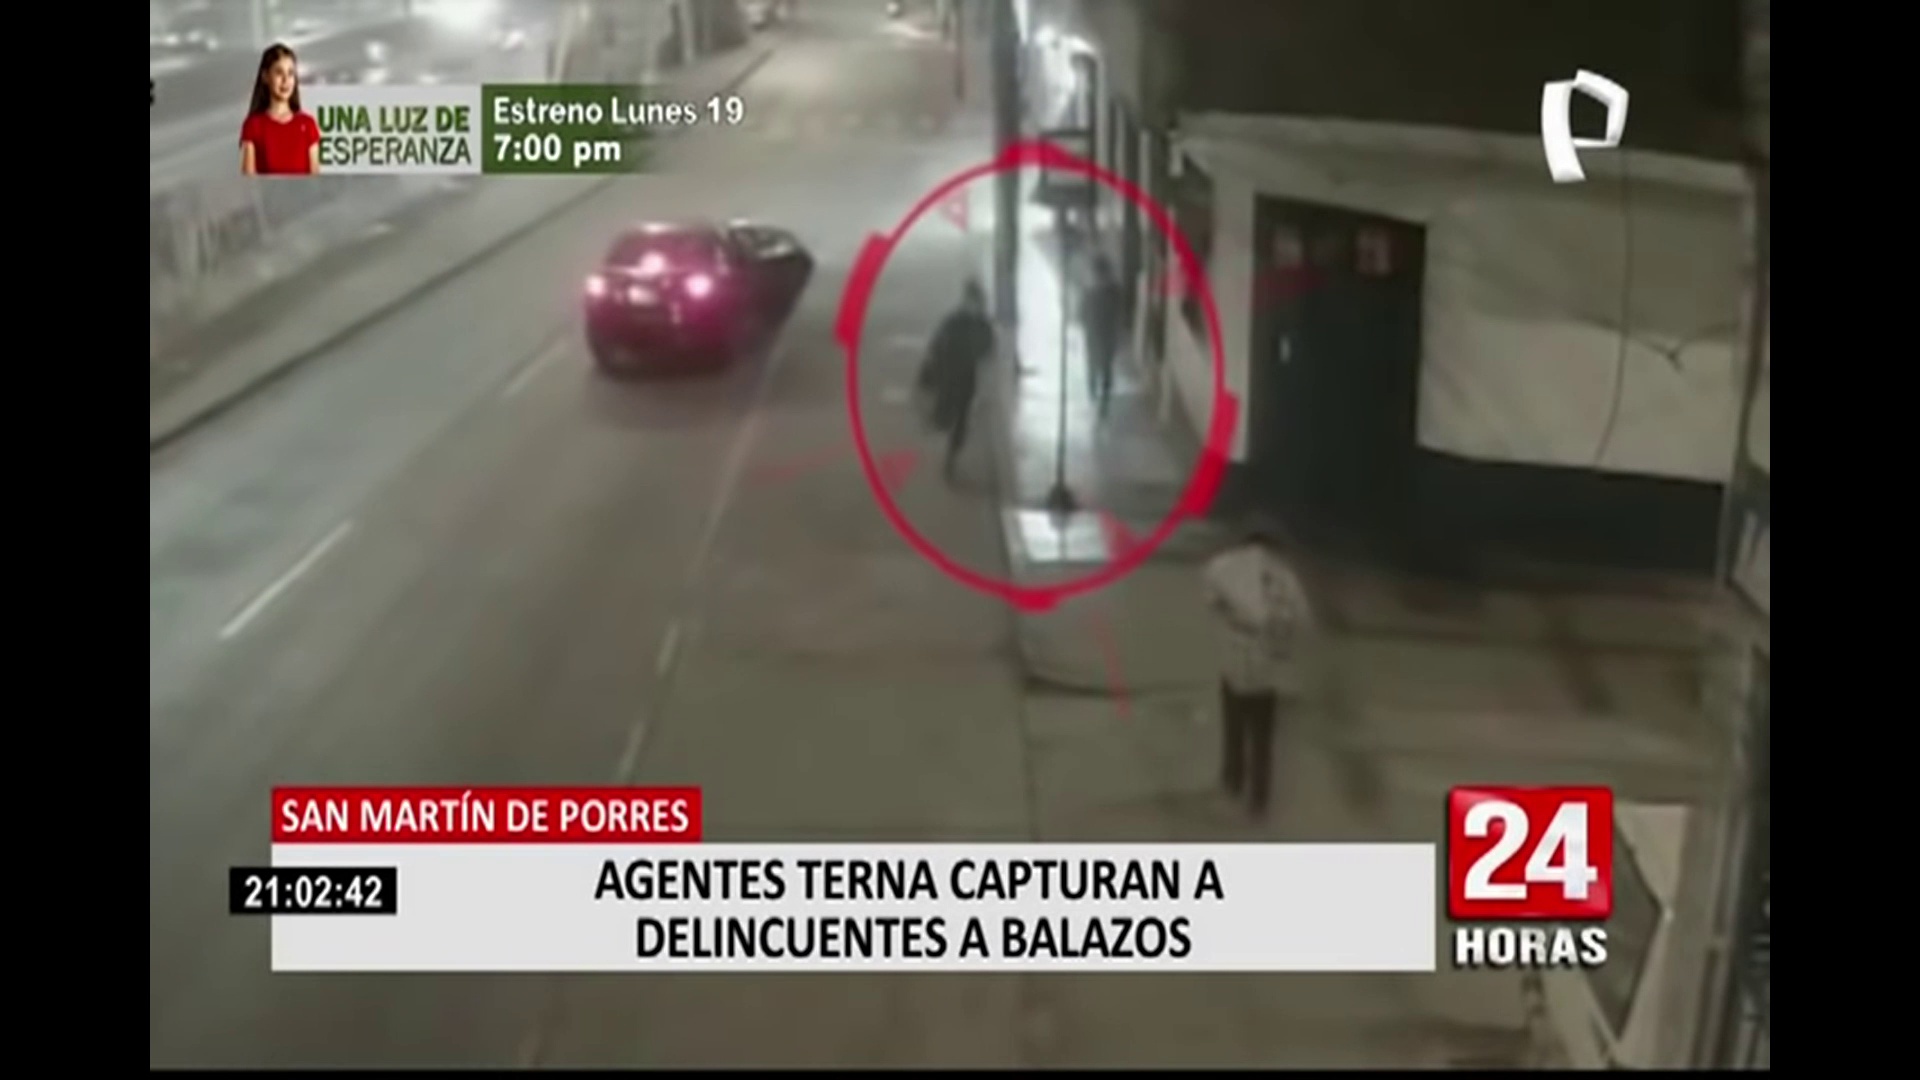 UNA LUZ DE
ESPERANZA
Estreno Lunes 19
7:00 pm
P
SAN MARTÍN DE PORRES
21:02:42
AGENTES TERNA CAPTURAN A
DELINCUENTES A BALAZOS
24
HORAS